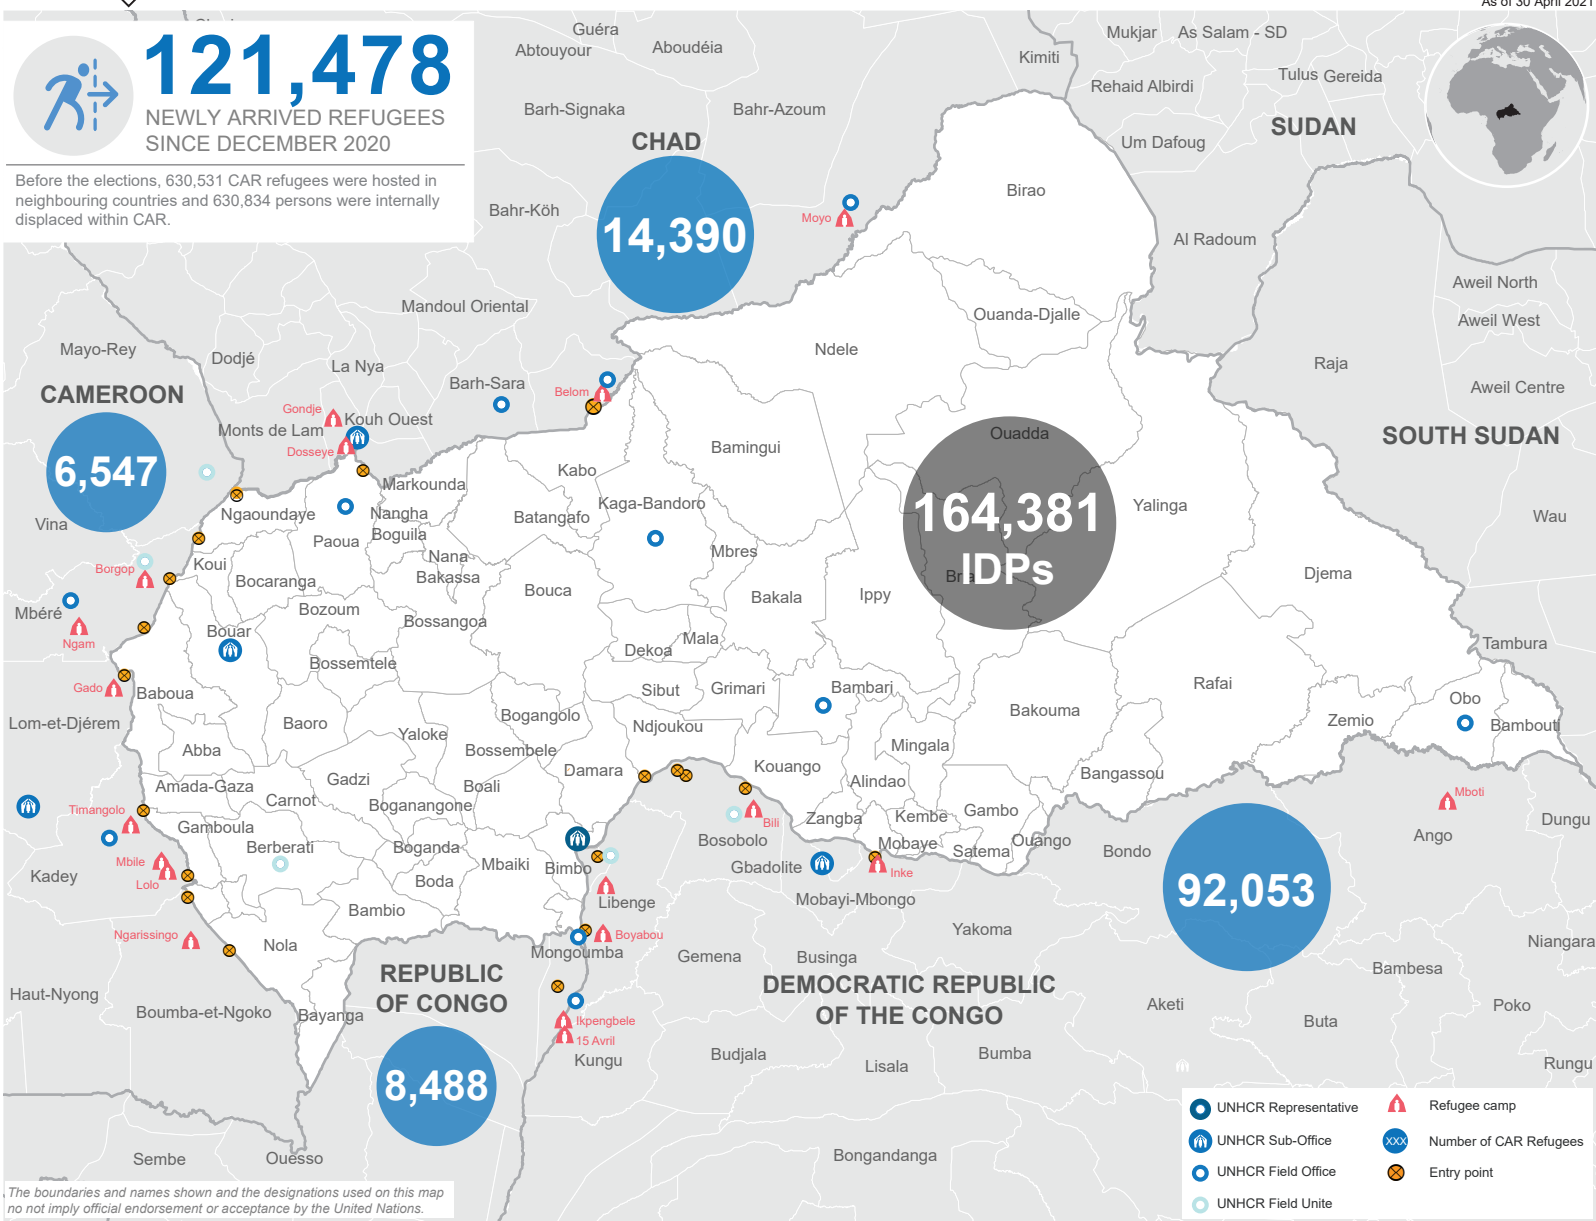 As of 30 April 2021
121,478
NEWLY ARRIVED REFUGEES
SINCE DECEMBER 2020
Before the elections, 630,531 CAR refugees were hosted in
neighbouring countries and 630,834 persons were internally
displaced within CAR.
Guéra
Abtouyour
Aboudéia
Kimiti
Mukjar
As Salam - SD
Tulus
Gereida
Rehaid Albirdi
Barh-Signaka
Bahr-Azoum
SUDAN
CHAD
Um Dafoug
14,390
Birao
Moyo
Bahr-Köh
Al Radoum
Aweil North
Aweil West
Mandoul Oriental
Ouanda-Djalle
Ndele
Mayo-Rey
Dodjé
La Nya
Raja
Aweil Centre
CAMEROON
Barh-Sara
Belom
Gondje
Kouh Ouest
Monts de Lam
Dosseye
SOUTH SUDAN
6,547
Bamingui
Ouadda
Kabo
Markounda
Kaga-Bandoro
Yalinga
Vina
Ngaoundaye
Nangha
Boguila
Batangafo
164,381
IDPs
Wau
Paoua
Mbres
Koui
Nana
Bakassa
Borgop
Bocaranga
Bouca
Bria
Djema
Bakala
Ippy
Mbéré
Bozoum
Bossangoa
Ngam
Bouar
Mala
Dekoa
Tambura
Bossemtele
Gado
Baboua
Sibut
Grimari
Bambari
Rafai
Obo
Lom-et-Djérem
Baoro
Bogangolo
Ndjoukou
Bakouma
Zemio
Bambouti
Abba
Yaloke
Bossembele
Mingala
Damara
Kouango
Bangassou
Amada-Gaza
Gadzi
Boali
Alindao
Carnot
Boganangone
Mboti
Timangolo
Gamboula
Bili
Zangba
Kembe
Gambo
Dungu
Ango
Berberati
Boganda
Bosobolo
Mobaye
Satema
Ouango
Bondo
Mbile
Lolo
Mbaiki
Bimbo
Gbadolite
Inke
Kadey
Boda
92,053
Libenge
Mobayi-Mbongo
Bambio
Ngarissingo
Boyabou
Yakoma
Nola
Mongoumba
Gemena
Businga
Niangara
Bambesa
REPUBLIC
OF CONGO
DEMOCRATIC REPUBLIC
OF THE CONGO
Haut-Nyong
Boumba-et-Ngoko
Bayanga
Ikpengbele
15 Avril
Aketi
Buta
Poko
Kungu
Budjala
Lisala
Bumba
Rungu
8,488
Sembe
Ouesso
Bongandanga
UNHCR Representative
UNHCR Sub-Office
UNHCR Field Office
UNHCR Field Unite
Refugee camp
XXX
Number of CAR Refugees
Entry point
The boundaries and names shown and the designations used on this map
no not imply official endorsement or acceptance by the United Nations.